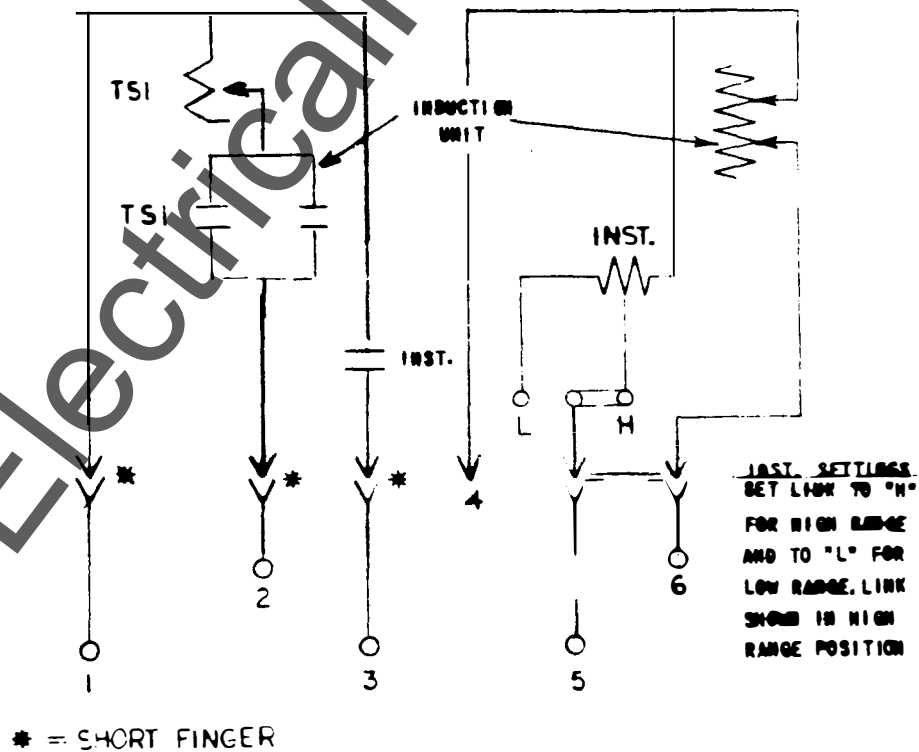 TSI
INDUCTION
UNIT
TSI
INST.
INST.
L
H
4
INST. SETTINGS
SET LINK TO "H"
FOR HIGH RANGE
AND TO "L" FOR
LOW RANGE. LINK
SHOWN IN HIGH
RANGE POSITION
* * *
2
6
1
3
5
* = SHORT FINGER
Electrical